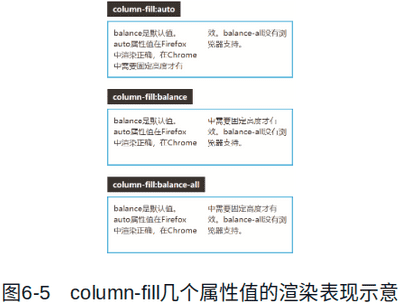 column-fill:auto
balance是默认值。
auto属性值在Firefox
中渲染正确，在Chrome
中需要固定高度才有
效。balance-all没有浏
览器支持。
column-fill:balance
balance是默认值。
auto属性值在Firefox
中渲染正确，在Chrome
中需要固定高度才有
效。balance-all没有浏
览器支持。
column-fill:balance-all
balance是默认值。
auto属性值在Firefox
中渲染正确，在Chrome
中需要固定高度才有
效。balance-all没有浏
览器支持。
图6-5 column-fill几个属性值的渲染表现示意